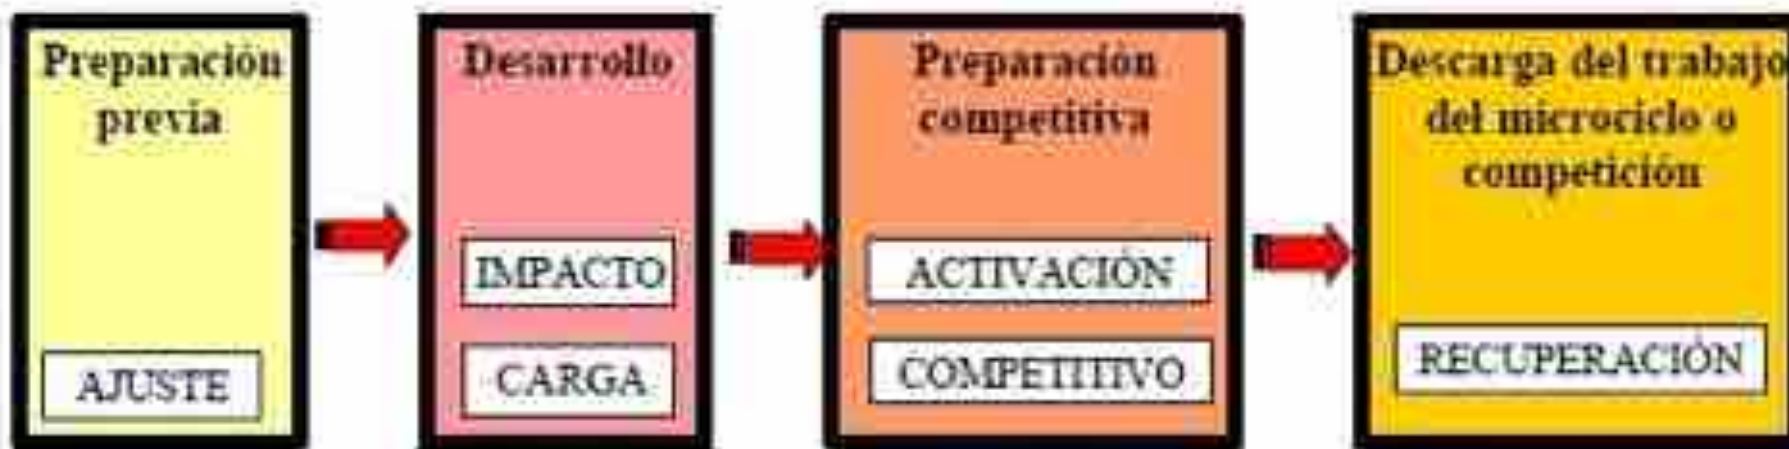 Preparación
previa
AJUSTE
Desarrollo
IMPACTO
CARGA
Preparación
competitiva
ACTIVACIÓN
COMPETITIVO
Descarga del trabajo
del microciclo o
competición
RECUPERACIÓN